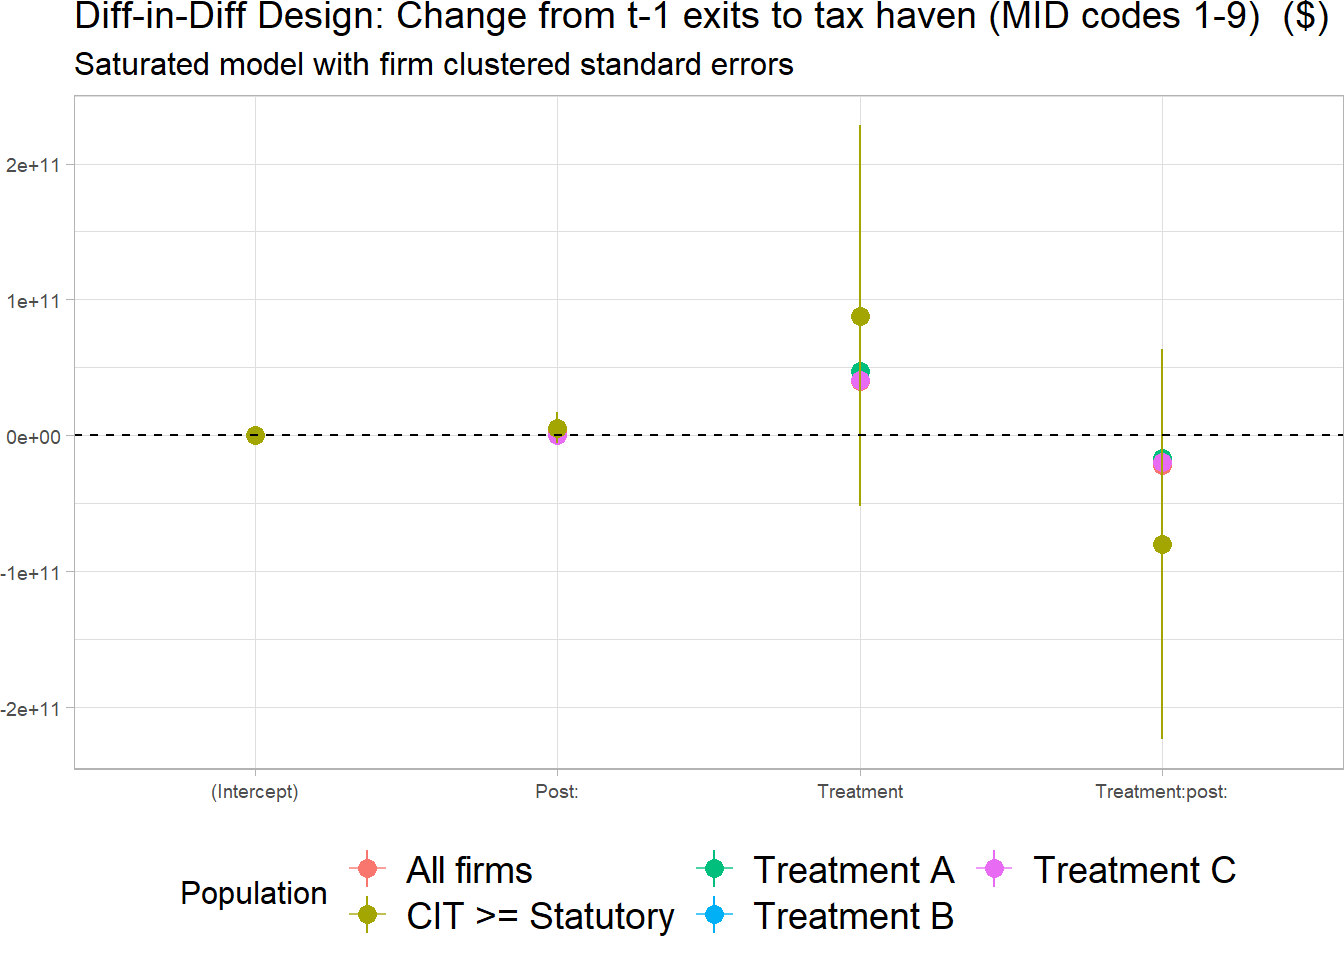 Diff-in-Diff Design: Change from t-1 exits to tax haven (MID codes 1-9)  ($)
Saturated model with firm clustered standard errors
2e+11
1e+11
0e+00
-1e+11
-2e+11
(Intercept)
Post:
Treatment
Treatment:post:
Population
All firms
CIT >= Statutory
Treatment A
Treatment B
Treatment C